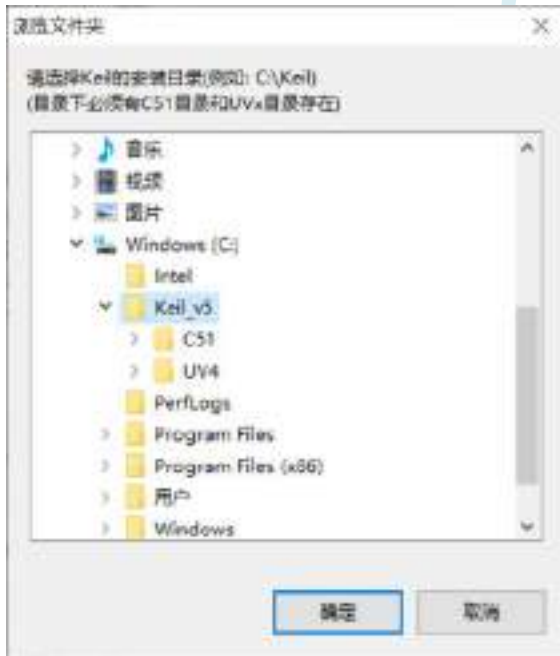 浏览文件夹
请选择Keil的安装目录(例如: C:\Keil)
(目录下必须有C51目录和UVx目录存在)
音乐
视频
图片
Windows (C:)
Intel
Keil_v5
C51
UV4
PerfLogs
Program Files
Program Files (x86)
用户
Windows
确定
取消